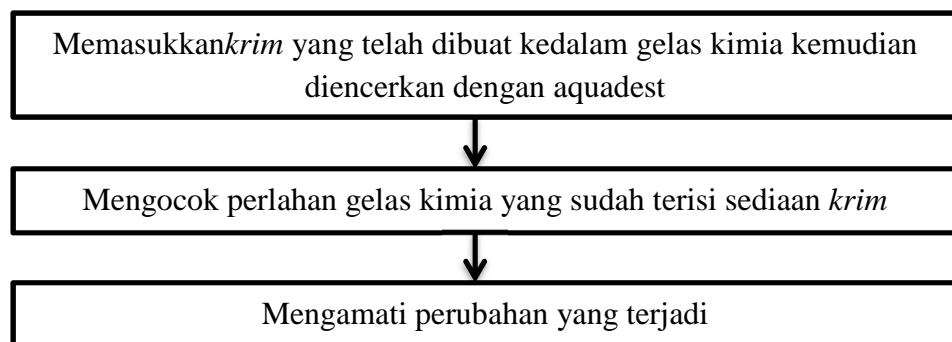 Memasukkankrim yang telah dibuat kedalam gelas kimia kemudian
diencerkan dengan aquadest
Mengocok perlahan gelas kimia yang sudah terisi sediaan krim
Mengamati perubahan yang terjadi